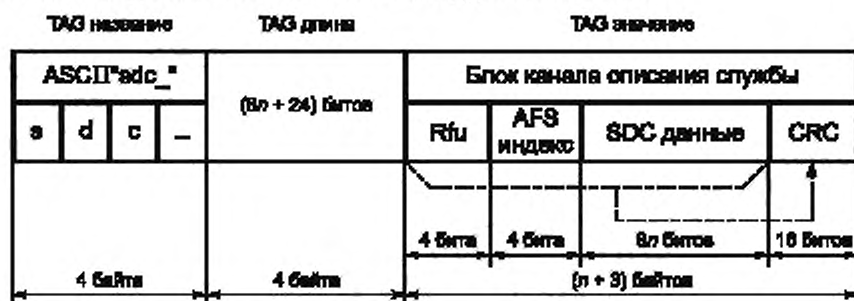 TAG название TAG длина TAG значение
ASCII"sdc_" (8n + 24) битов Блок канала описания службы
s d c _ Rfu AFS индекс SDC данные CRC
4 бита 4 бита 8n битов 16 битов
4 байта 4 байта (n + 3) байтов